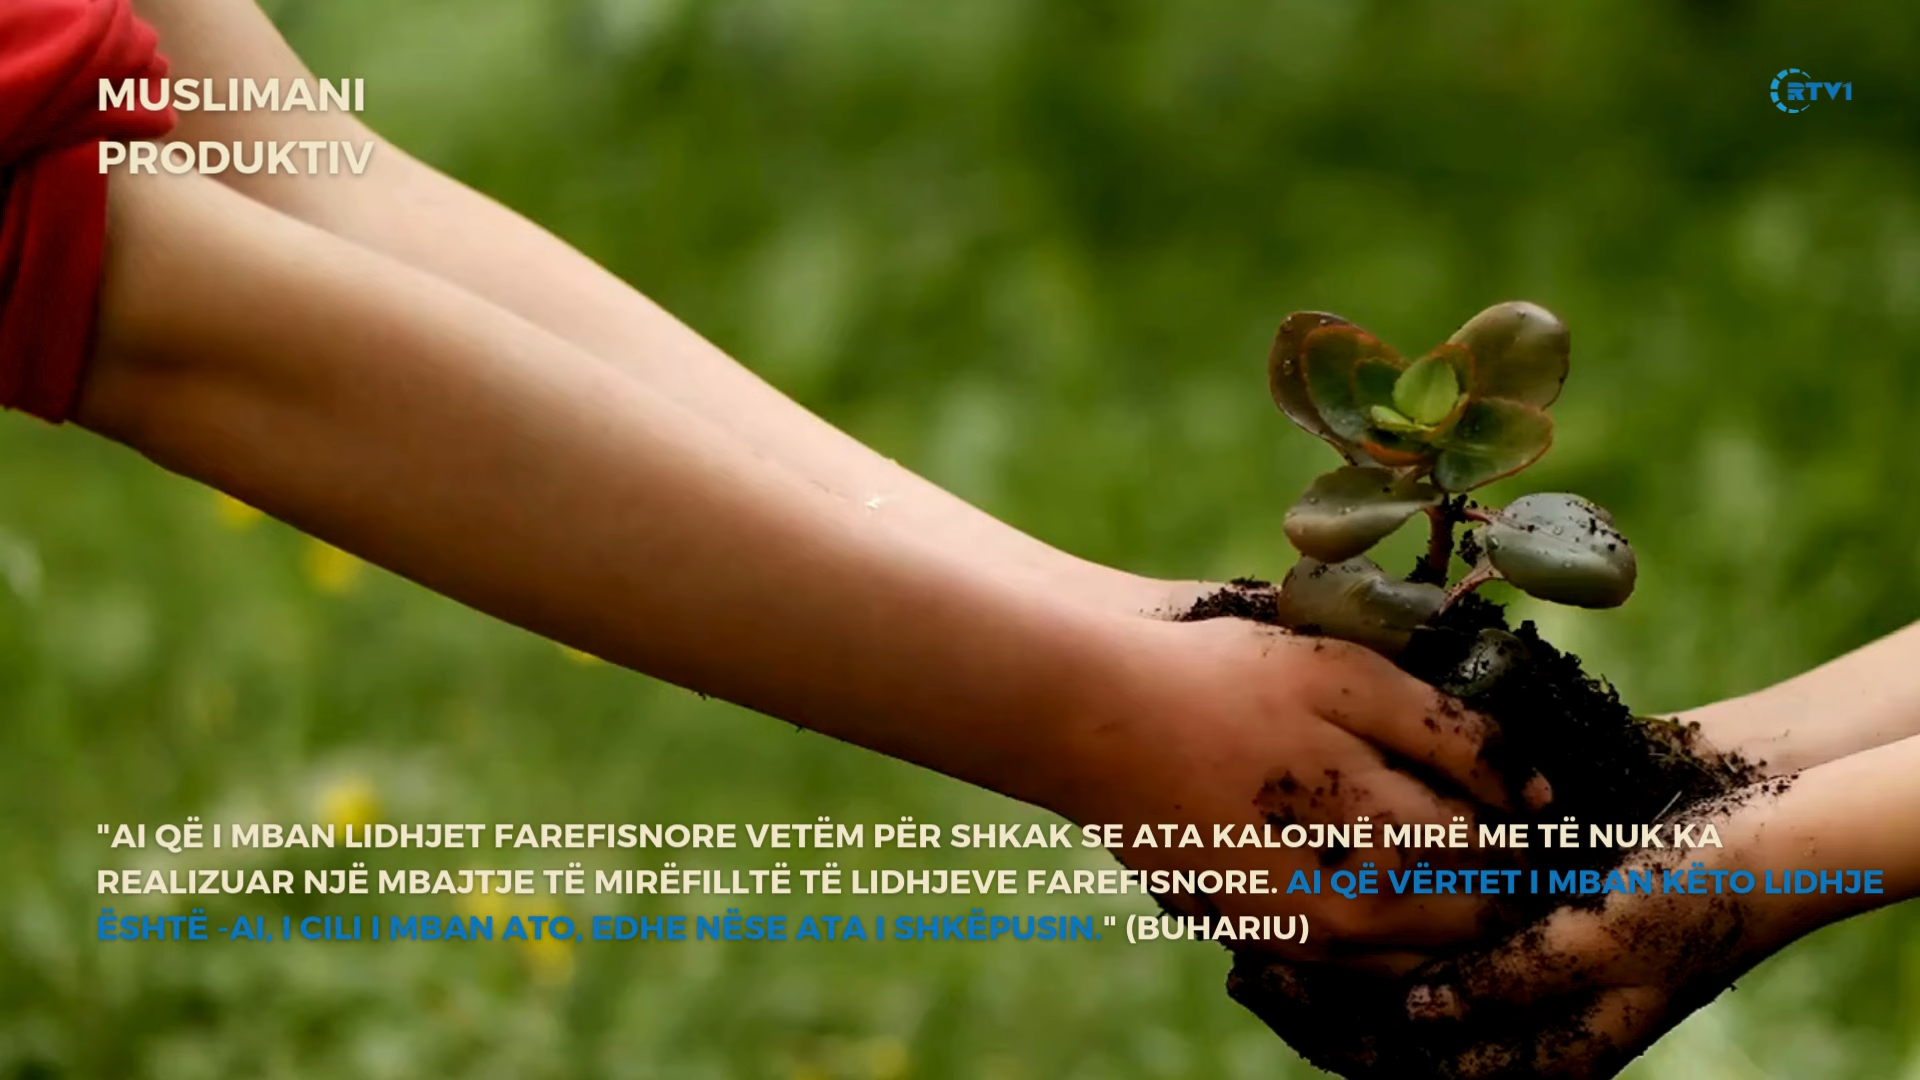 MUSLIMANI
PRODUKTIV
RTV1
"AI QË I MBAN LIDHJET FAREFISNORE VETËM PËR SHKAK SE ATA KALOJNË MIRË ME TË NUK KA
REALIZUAR NJË MBAJTJE TË MIRËFILLTË TË LIDHJEVE FAREFISNORE. AI QË VËRTET I MBAN KËTO LIDHJE
ËSHTË -AI, I CILI I MBAN ATO, EDHE NËSE ATA I SHKËPUSIN." (BUHARIU)